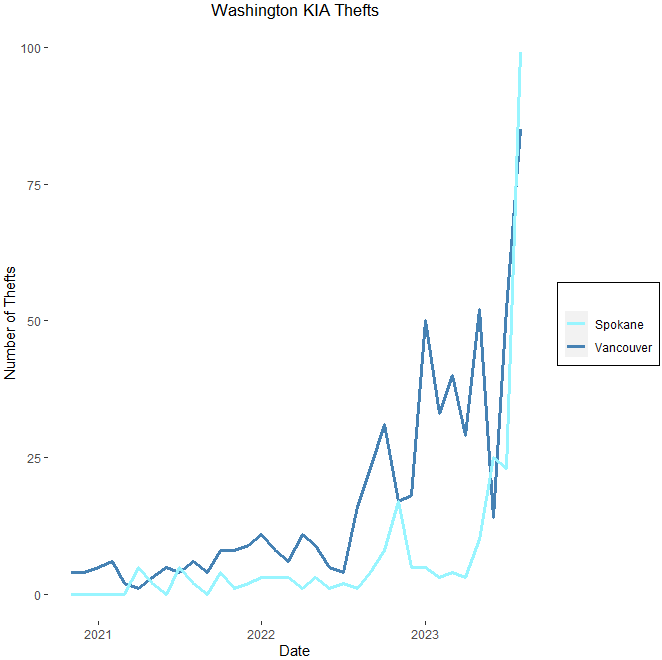 Washington KIA Thefts
100
75
50
25
0
Number of Thefts
2021 2022 2023
Date
Spokane
Vancouver